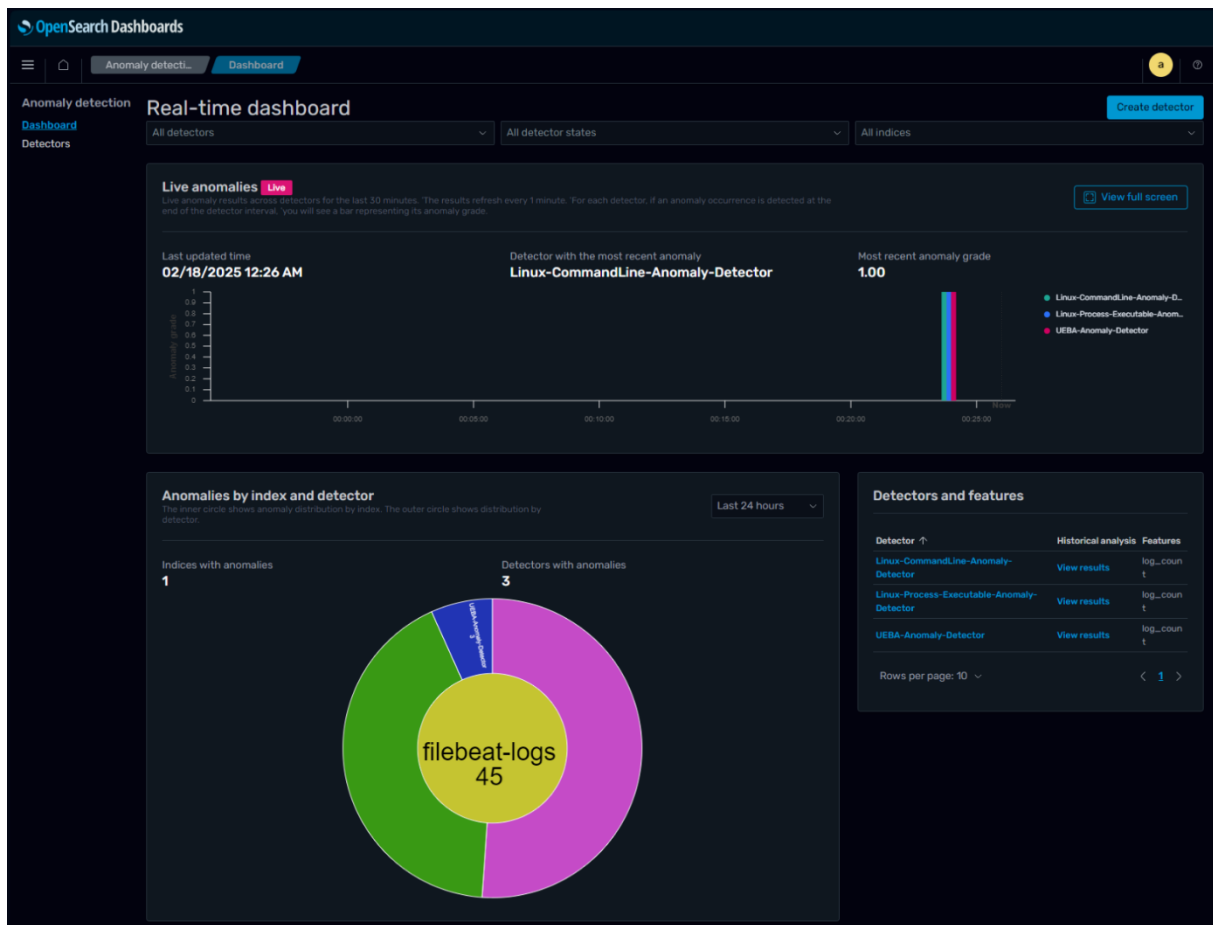 OpenSearch Dashboards
Anomaly detecti... Dashboard a
Anomaly detection
Dashboard
Detectors
Real-time dashboard
Create detector
All detectors All detector states All indices
Live anomalies Live
Live anomaly results across detectors for the last 30 minutes. 'The results refresh every 1 minute. 'For each detector, if an anomaly occurrence is detected at the
end of the detector interval, 'you will see a bar representing its anomaly grade.
View full screen
Last updated time
02/18/2025 12:26 AM
Detector with the most recent anomaly
Linux-CommandLine-Anomaly-Detector
Most recent anomaly grade
1.00
Anomaly grade
1
0.9
0.8
0.7
0.6
0.5
0.4
0.3
0.2
0.1
0
00:00:00 00:05:00 00:10:00 00:15:00 00:20:00 00:25:00
Now
Linux-CommandLine-Anomaly-D...
Linux-Process-Executable-Anom...
UEBA-Anomaly-Detector
Anomalies by index and detector
The inner circle shows anomaly distribution by index. The outer circle shows distribution by
detector.
Last 24 hours
Indices with anomalies
1
Detectors with anomalies
3
UEBA-Anomaly-Detector
3
filebeat-logs
45
Detectors and features
Detector ↑ Historical analysis Features
Linux-CommandLine-Anomaly-
Detector
View results
log_coun
t
Linux-Process-Executable-Anomaly-
Detector
View results
log_coun
t
UEBA-Anomaly-Detector
View results
log_coun
t
Rows per page: 10
< 1 >